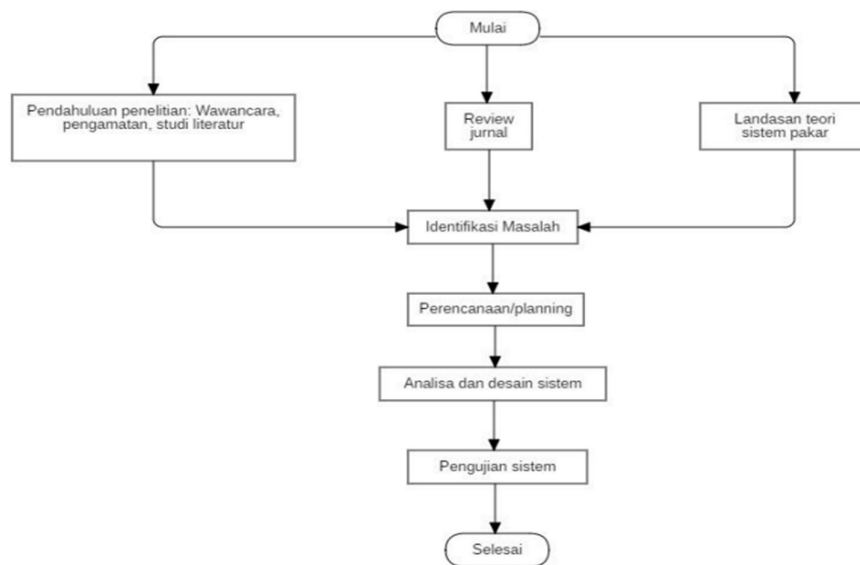 Mulai
Pendahuluan penelitian: Wawancara,
pengamatan, studi literatur
Review
jurnal
Landasan teori
sistem pakar
Identifikasi Masalah
Perencanaan/planning
Analisa dan desain sistem
Pengujian sistem
Selesai